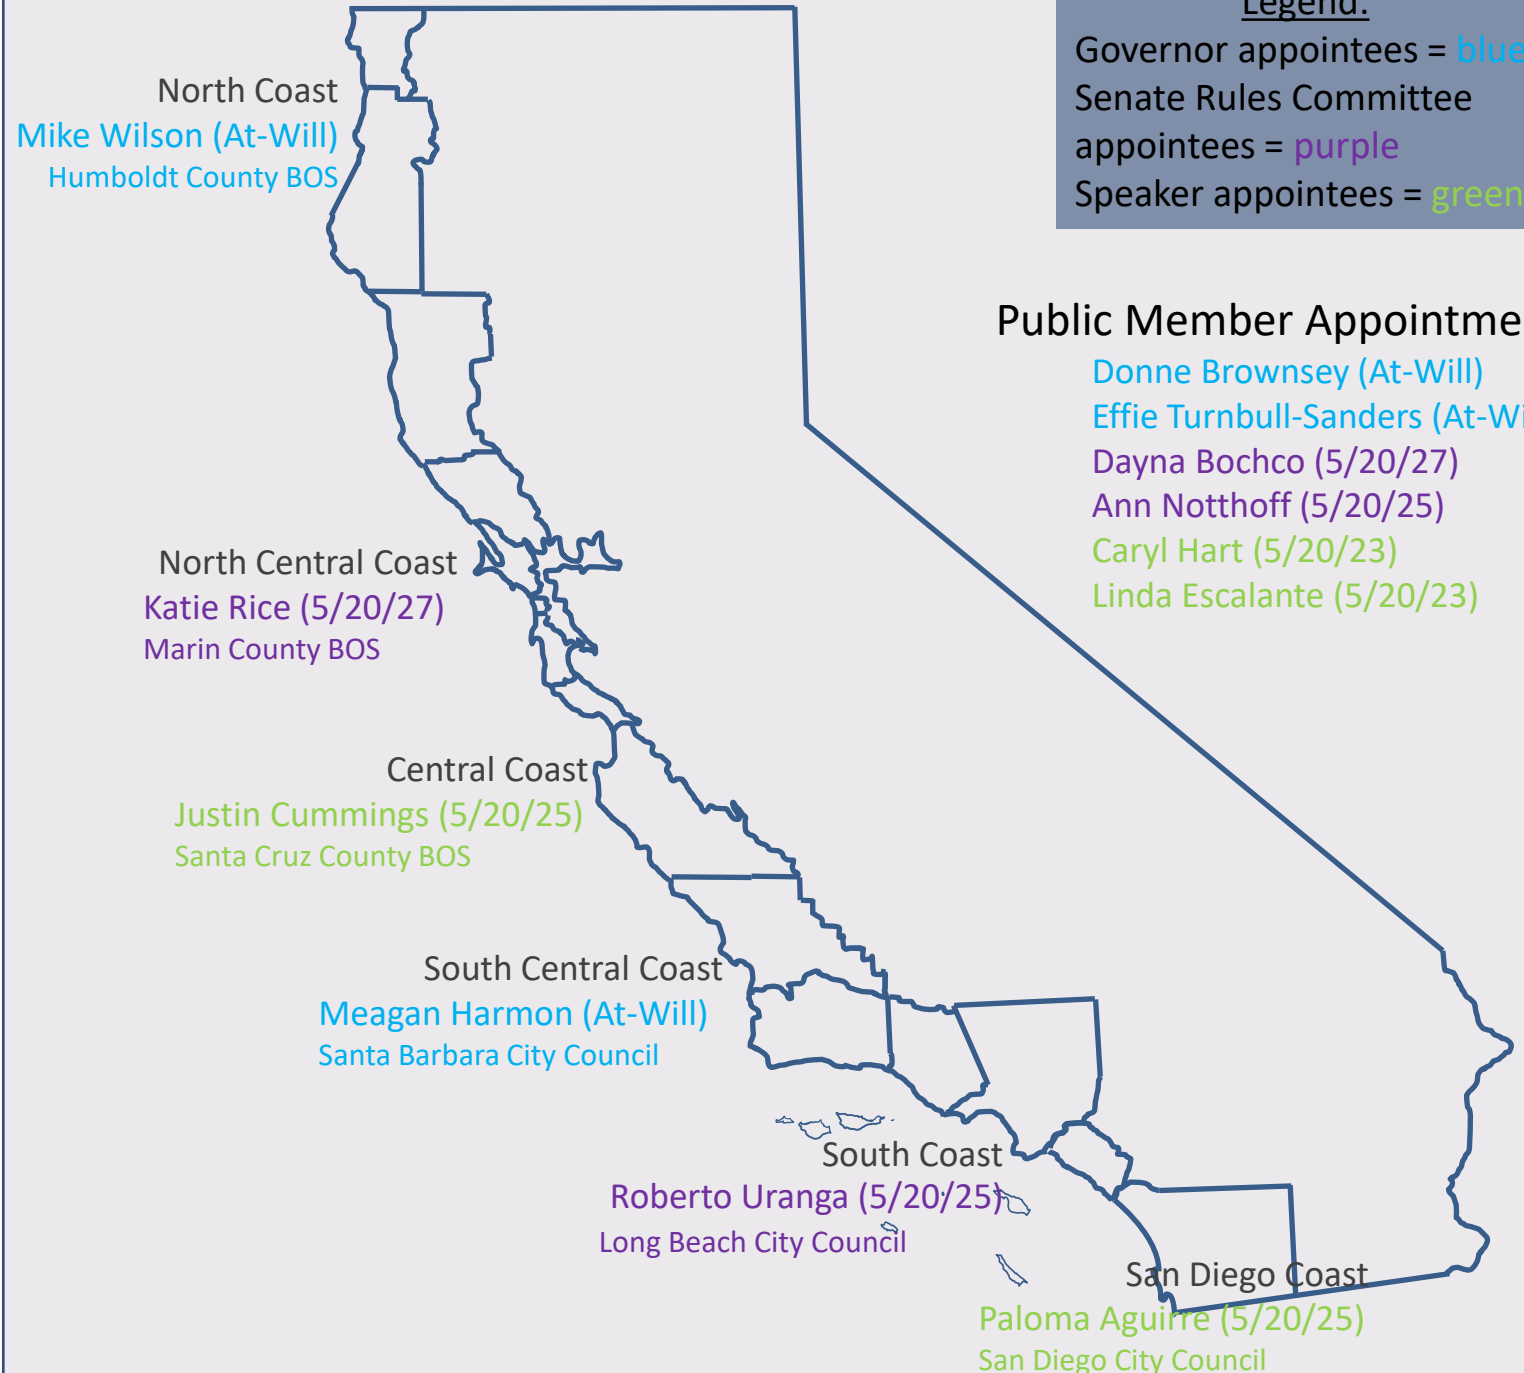 Legend:
Governor appointees = blue
Senate Rules Committee
appointees = purple
Speaker appointees = green
North Coast
Mike Wilson (At-Will)
Humboldt County BOS
Public Member Appointme
Donne Brownsey (At-Will)
Effie Turnbull-Sanders (At-Wi
Dayna Bochco (5/20/27)
Ann Notthoff (5/20/25)
Caryl Hart (5/20/23)
Linda Escalante (5/20/23)
North Central Coast
Katie Rice (5/20/27)
Marin County BOS
Central Coast
Justin Cummings (5/20/25)
Santa Cruz County BOS
South Central Coast
Meagan Harmon (At-Will)
Santa Barbara City Council
South Coast
Roberto Uranga (5/20/25)
Long Beach City Council
San Diego Coast
Paloma Aguirre (5/20/25)
San Diego City Council